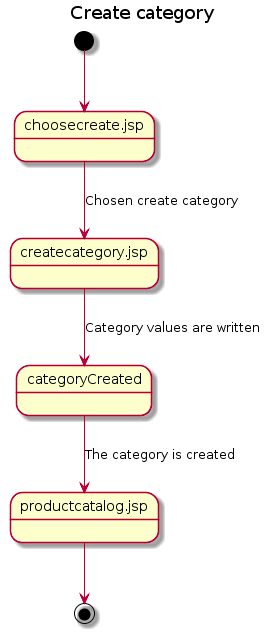 Create category
choosecreate.jsp
Chosen create category
createcategory.jsp
Category values are written
categoryCreated
The category is created
productcatalog.jsp